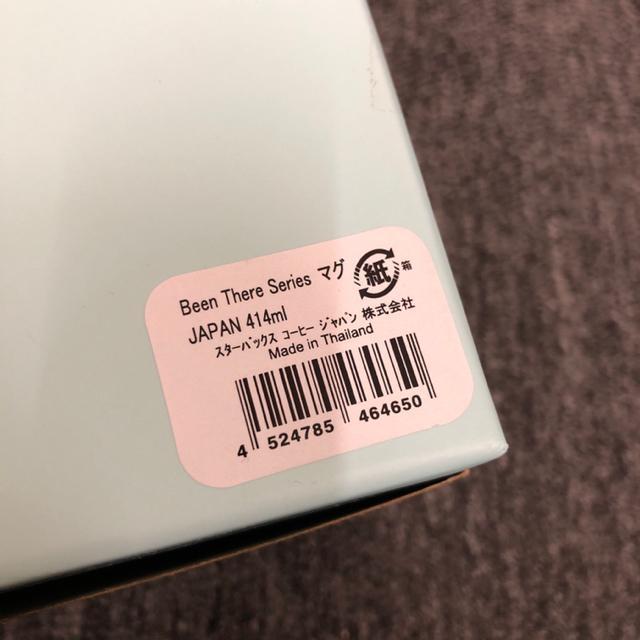 Been There Series マグ
紙 箱
JAPAN 414ml
スターバックス コーヒー ジャパン 株式会社
Made in Thailand
4 524785 464650